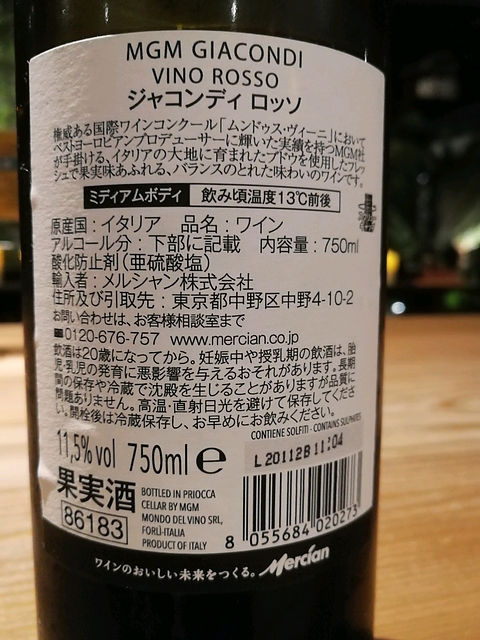 MGM GIACONDI
VINO ROSSO
ジャコンディ ロッソ
権威ある国際ワインコンクール「ムンドゥス・ヴィーニ」において
ベストヨーロピアンプロデューサーに輝いた実績を持つMGM社
が手掛ける、イタリアの大地に育まれたブドウを使用したフレッ
シュで果実味あふれる、バランスのとれた味わいのワインです。
ミディアムボディ 飲み頃温度13℃前後
原産国:イタリア 品名:ワイン
アルコール分:下部に記載 内容量:750ml
酸化防止剤(亜硫酸塩)
輸入者:メルシャン株式会社
住所及び引取先:東京都中野区中野4-10-2
お問い合わせは、お客様相談室まで
0120-676-757 www.mercian.co.jp
飲酒は20歳になってから。妊娠中や授乳期の飲酒は、胎
児・乳児の発育に悪影響を与えるおそれがあります。長期
間の保存や冷蔵で沈殿を生じることがありますが品質に
問題ありません。高温・直射日光を避けて保存してくださ
い。開栓後は冷蔵保存し、お早めにお飲みください。
CONTIENE SOLFITI - CONTAINS SULPHITES
11,5% vol 750ml e
L20112B 11:04
果実酒
86183
BOTTLED IN PRIOCCA
CELLAR BY MGM
MONDO DEL VINO SRL,
FORLÌ-ITALIA
PRODUCT OF ITALY
8 055684 020273
ワインのおいしい未来をつくる。 Mercian